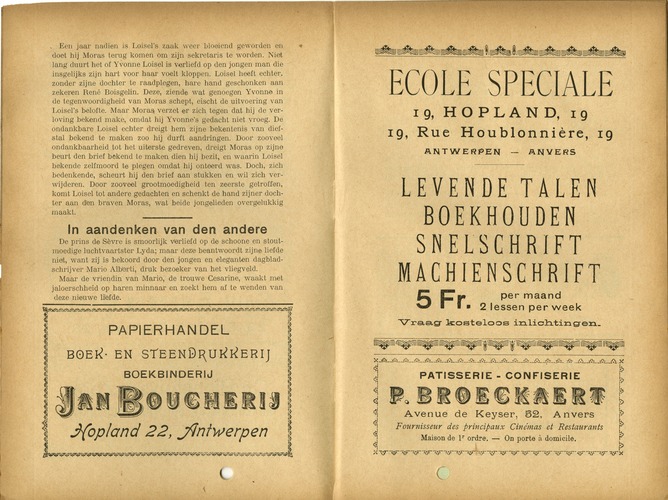 Een jaar nadien is Loisel's zaak weer bloeiend geworden en
doet hij Moras terug komen om zijn sekretaris te worden. Niet
lang duurt het of Yvonne Loisel is verliefd op den jongen man die
insgelijks zijn hart voor haar voelt kloppen. Loisel heeft echter,
zonder zijne dochter te raadplegen, hare hand geschonken aan
zekeren René Boisgelin. Deze, ziende wat genoegen Yvonne in
de tegenwoordigheid van Moras schept, eischt de uitvoering van
Loisel's belofte. Maar Moras verzet er zich tegen dat hij de ver-
loving bekend make, omdat hij Yvonne's gedacht niet vroeg. De
ondankbare Loisel echter dreigt hem zijne bekentenis van dief-
stal bekend te maken zoo hij durft aandringen. Door zooveel
ondankbaarheid tot het uiterste gedreven, dreigt Moras op zijne
beurt den brief bekend te maken dien hij bezit, en waarin Loisel
bekende zelfmoord te plegen omdat hij onteerd was. Doch, zich
bedenkende, scheurt hij den brief aan stukken en wil zich ver-
wijderen. Door zooveel grootmoedigheid ten zeerste getroffen,
komt Loisel tot andere gedachten en schenkt de hand zijner doch-
ter aan den braven Moras, wat beide jongelieden overgelukkig
maakt.
In aandenken van den andere
De prins de Sèvre is smoorlijk verliefd op de schoone en stout-
moedige luchtvaartster Lyda; maar deze beantwoordt zijne liefde
niet, want zij is bekoord door den jongen en eleganten dagblad-
schrijver Mario Alberti, druk bezoeker van het vliegveld.
Maar de vriendin van Mario, de trouwe Cesarine, waakt met
jaloerschheid op haren minnaar en zoekt hem af te wenden van
deze nieuwe liefde.
PAPIERHANDEL
BOEK- EN STEENDRUKKERIJ
BOEKBINDERIJ
JAN BOUCHERIJ
Hopland 22, Antwerpen
ECOLE SPECIALE
19, HOPLAND, 19
19, Rue Houblonnière, 19
ANTWERPEN — ANVERS
LEVENDE TALEN
BOEKHOUDEN
SNELSCHRIFT
MACHIENSCHRIFT
5 Fr. per maand
2 lessen per week
Vraag kosteloos inlichtingen.
PATISSERIE - CONFISERIE
P. BROECKAERT
Avenue de Keyser, 52, Anvers
Fournisseur des principaux Cinémas et Restaurants
Maison de 1r ordre. — On porte à domicile.